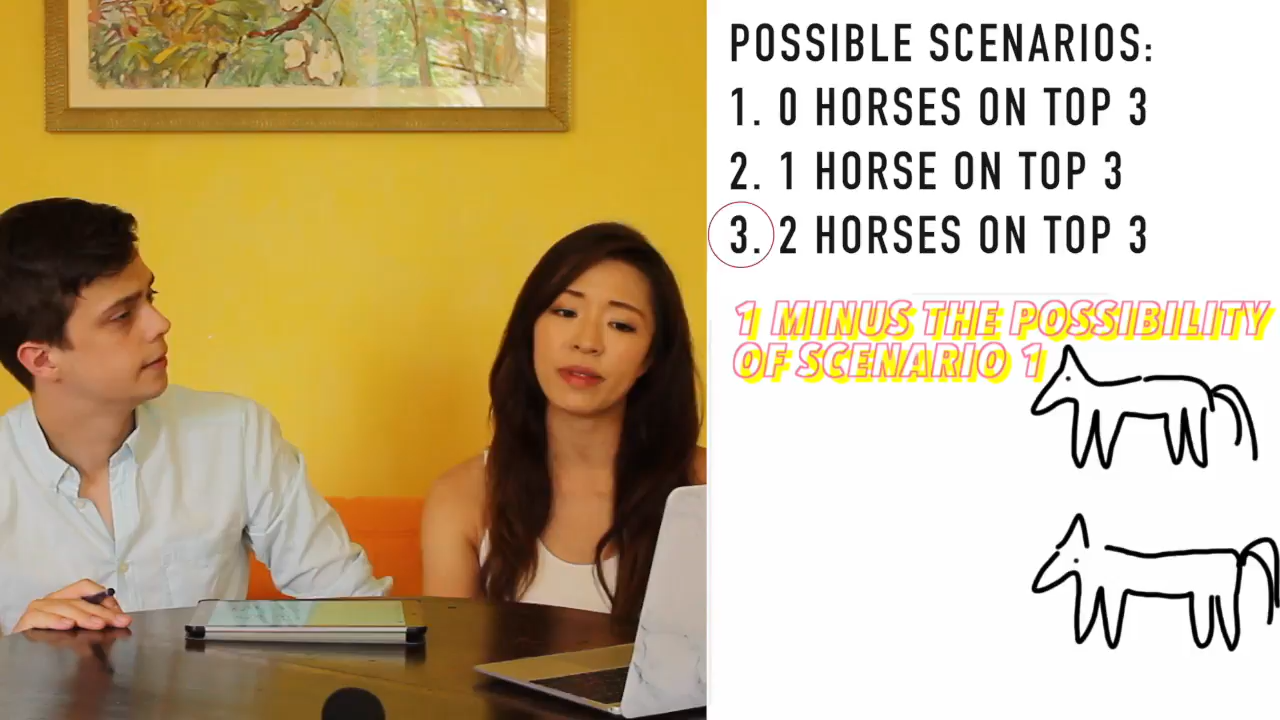 POSSIBLE SCENARIOS:
1. 0 HORSES ON TOP 3
2. 1 HORSE ON TOP 3
3. 2 HORSES ON TOP 3
1 MINUS THE POSSIBILITY
OF SCENARIO 1